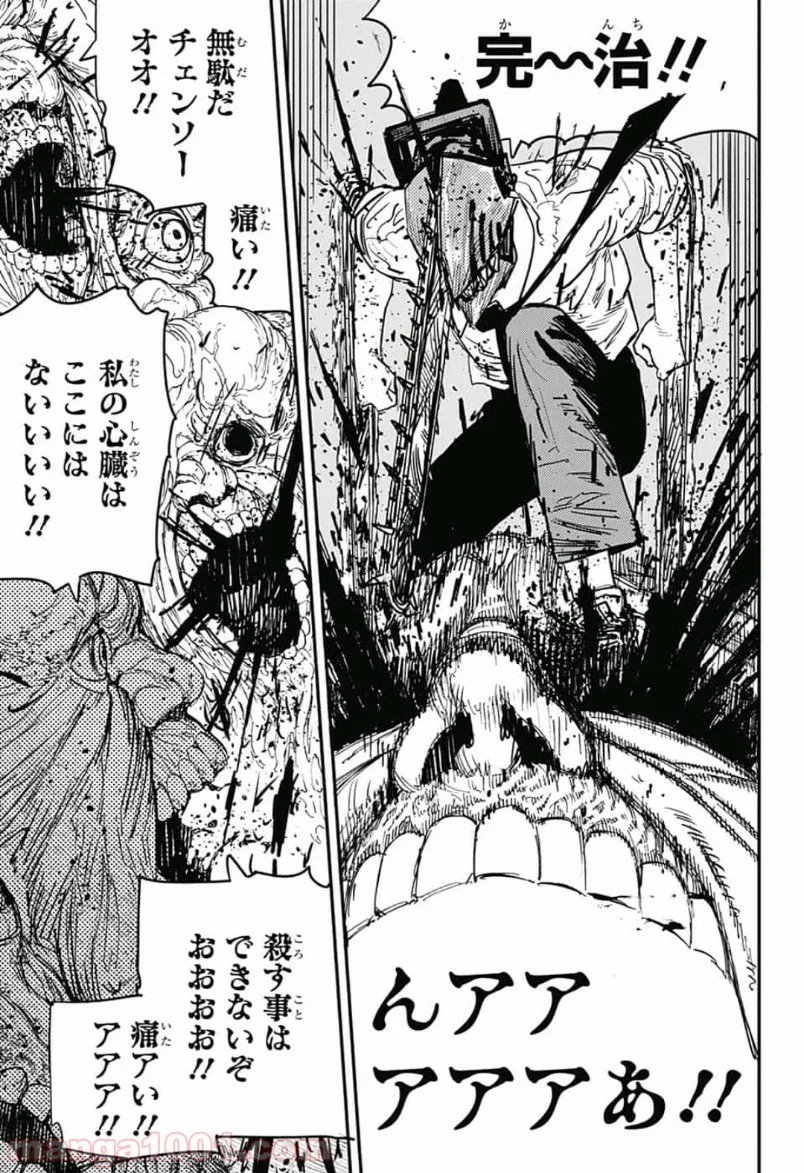 完〰治!!
んアア
アアアあ!!
無駄だ
チェンソー
オオ!!
痛い!!
私の心臓は
ここには
ないいいい!!
殺す事は
できないぞ
おおおお!!
痛アい!!
アアア!!
manga1001.com